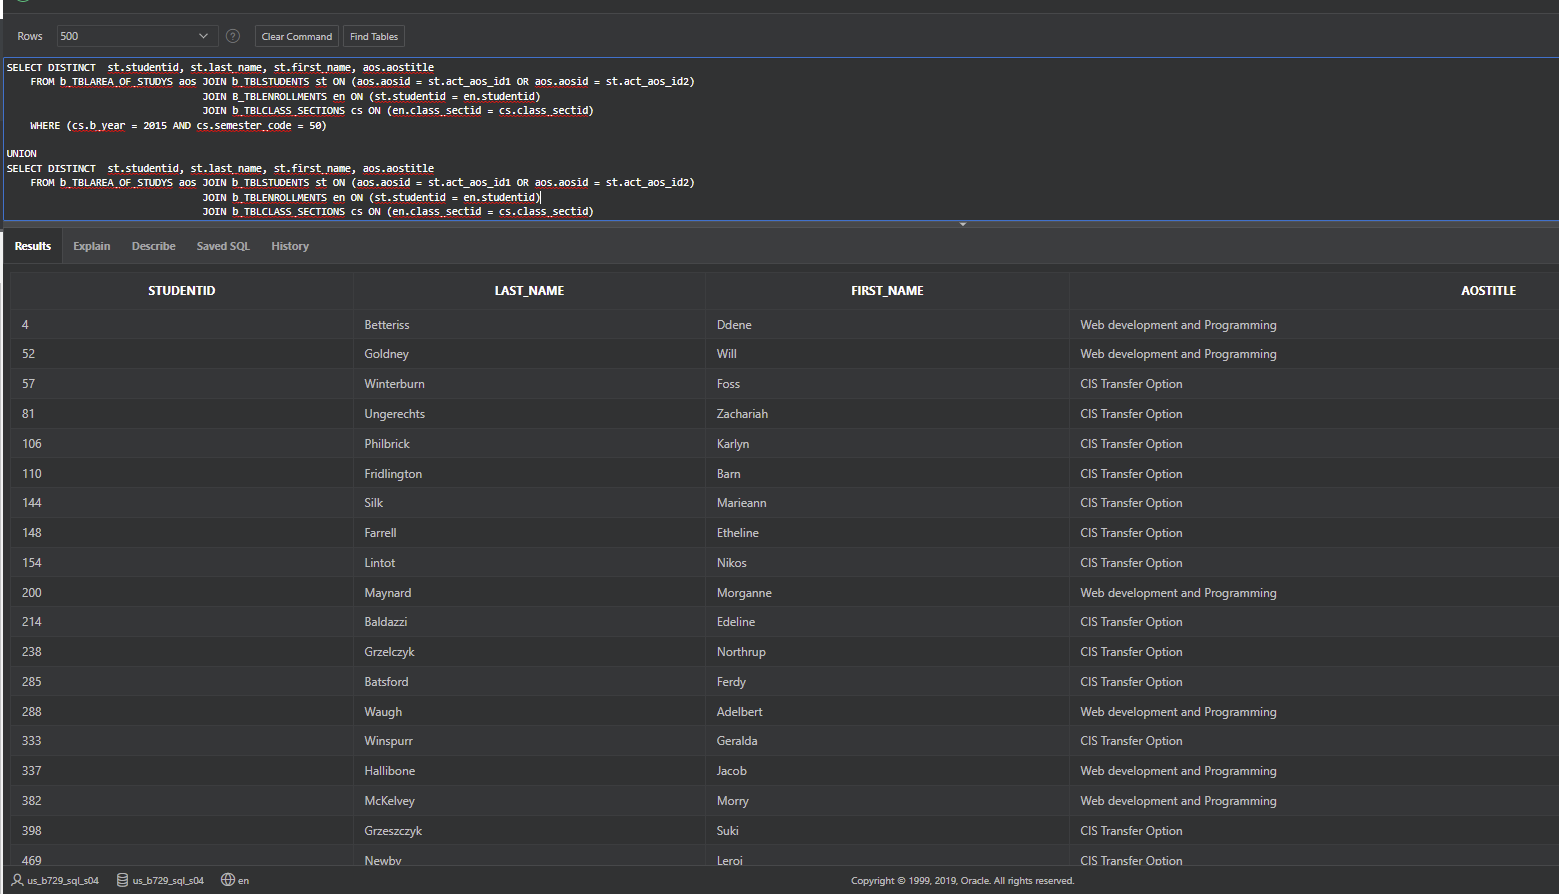 Rows 500 ? Clear Command Find Tables
SELECT DISTINCT  st.studentid, st.last_name, st.first_name, aos.aostitle
    FROM b_TBLAREA_OF_STUDYS aos JOIN b_TBLSTUDENTS st ON (aos.aosid = st.act_aos_id1 OR aos.aosid = st.act_aos_id2)
                                 JOIN B_TBLENROLLMENTS en ON (st.studentid = en.studentid)
                                 JOIN b_TBLCLASS_SECTIONS cs ON (en.class_sectid = cs.class_sectid)
    WHERE (cs.b_year = 2015 AND cs.semester_code = 50)
UNION
SELECT DISTINCT  st.studentid, st.last_name, st.first_name, aos.aostitle
    FROM b_TBLAREA_OF_STUDYS aos JOIN b_TBLSTUDENTS st ON (aos.aosid = st.act_aos_id1 OR aos.aosid = st.act_aos_id2)
                                 JOIN b_TBLENROLLMENTS en ON (st.studentid = en.studentid)
                                 JOIN b_TBLCLASS_SECTIONS cs ON (en.class_sectid = cs.class_sectid)
Results Explain Describe Saved SQL History
STUDENTID LAST_NAME FIRST_NAME AOSTITLE
4 Betteriss Ddene Web development and Programming
52 Goldney Will Web development and Programming
57 Winterburn Foss CIS Transfer Option
81 Ungerechts Zachariah CIS Transfer Option
106 Philbrick Karlyn CIS Transfer Option
110 Fridlington Barn CIS Transfer Option
144 Silk Marieann CIS Transfer Option
148 Farrell Etheline CIS Transfer Option
154 Lintot Nikos CIS Transfer Option
200 Maynard Morganne Web development and Programming
214 Baldazzi Edeline CIS Transfer Option
238 Grzelczyk Northrup CIS Transfer Option
285 Batsford Ferdy CIS Transfer Option
288 Waugh Adelbert Web development and Programming
333 Winspurr Geralda CIS Transfer Option
337 Hallibone Jacob Web development and Programming
382 McKelvey Morry Web development and Programming
398 Grzeszczyk Suki CIS Transfer Option
469 Newby Leroi CIS Transfer Option
us_b729_sql_s04 us_b729_sql_s04 en Copyright © 1999, 2019, Oracle. All rights reserved.